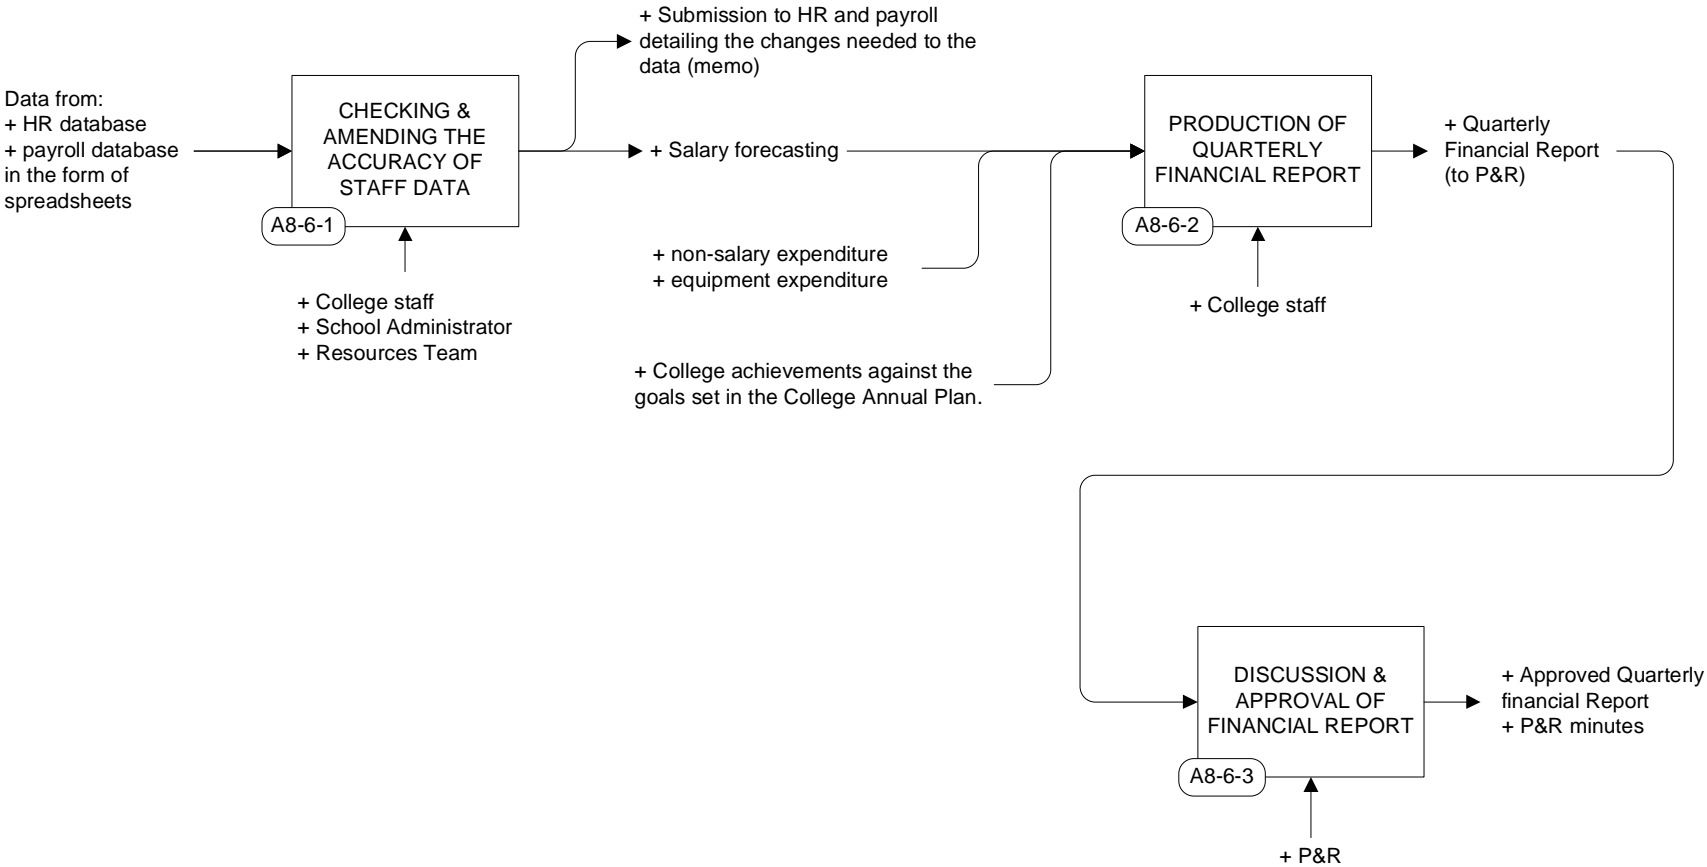 + Submission to HR and payroll
detailing the changes needed to the
data (memo)
Data from:
+ HR database
+ payroll database
in the form of
spreadsheets
CHECKING &
AMENDING THE
ACCURACY OF
STAFF DATA
A8-6-1
+ College staff
+ School Administrator
+ Resources Team
+ Salary forecasting
+ non-salary expenditure
+ equipment expenditure
+ College achievements against the
goals set in the College Annual Plan.
PRODUCTION OF
QUARTERLY
FINANCIAL REPORT
A8-6-2
+ College staff
+ Quarterly
Financial Report
(to P&R)
DISCUSSION &
APPROVAL OF
FINANCIAL REPORT
A8-6-3
+ P&R
+ Approved Quarterly
financial Report
+ P&R minutes